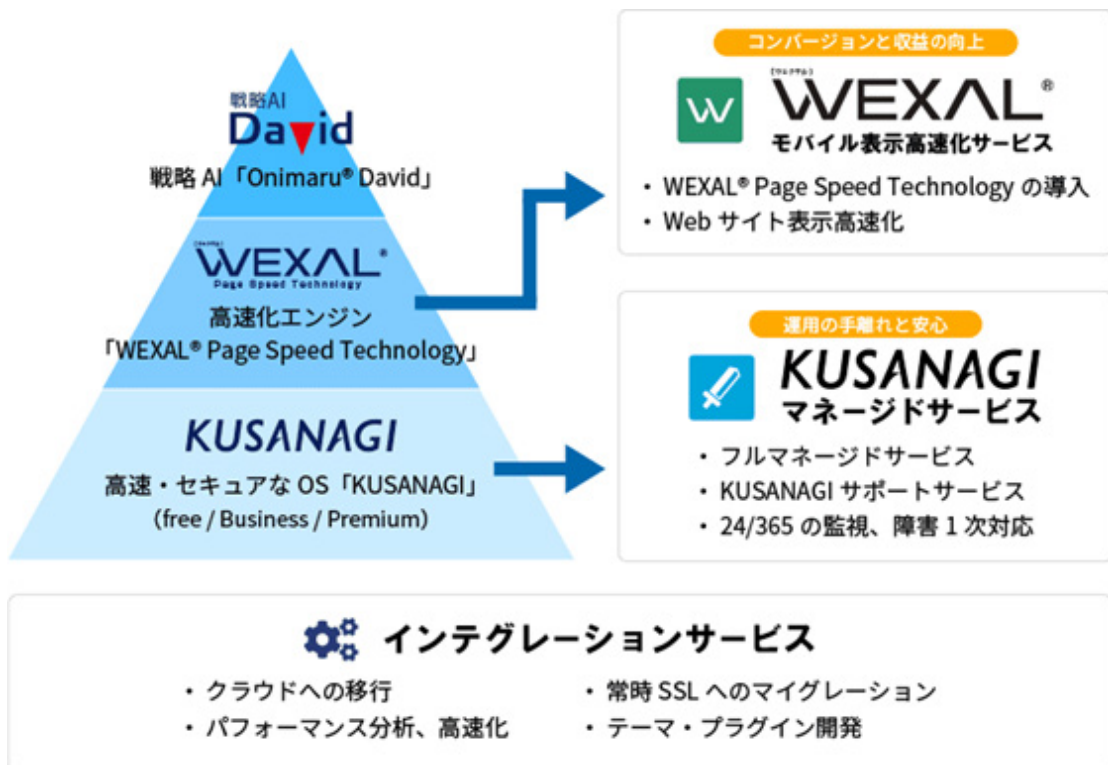 戦略AI
David
戦略 AI「Onimaru® David」
WEXAL®
Page Speed Technology
高速化エンジン
「WEXAL® Page Speed Technology」
KUSANAGI
高速・セキュアな OS「KUSANAGI」
(free / Business / Premium)
コンバージョンと収益の向上
W
WEXAL®
モバイル表示高速化サービス
・ WEXAL® Page Speed Technology の導入
・ Web サイト表示高速化
運用の手離れと安心
KUSANAGI
マネージドサービス
・ フルマネージドサービス
・ KUSANAGI サポートサービス
・ 24/365 の監視、障害 1 次対応
インテグレーションサービス
・ クラウドへの移行
・ パフォーマンス分析、高速化
・ 常時 SSL へのマイグレーション
・ テーマ・プラグイン開発